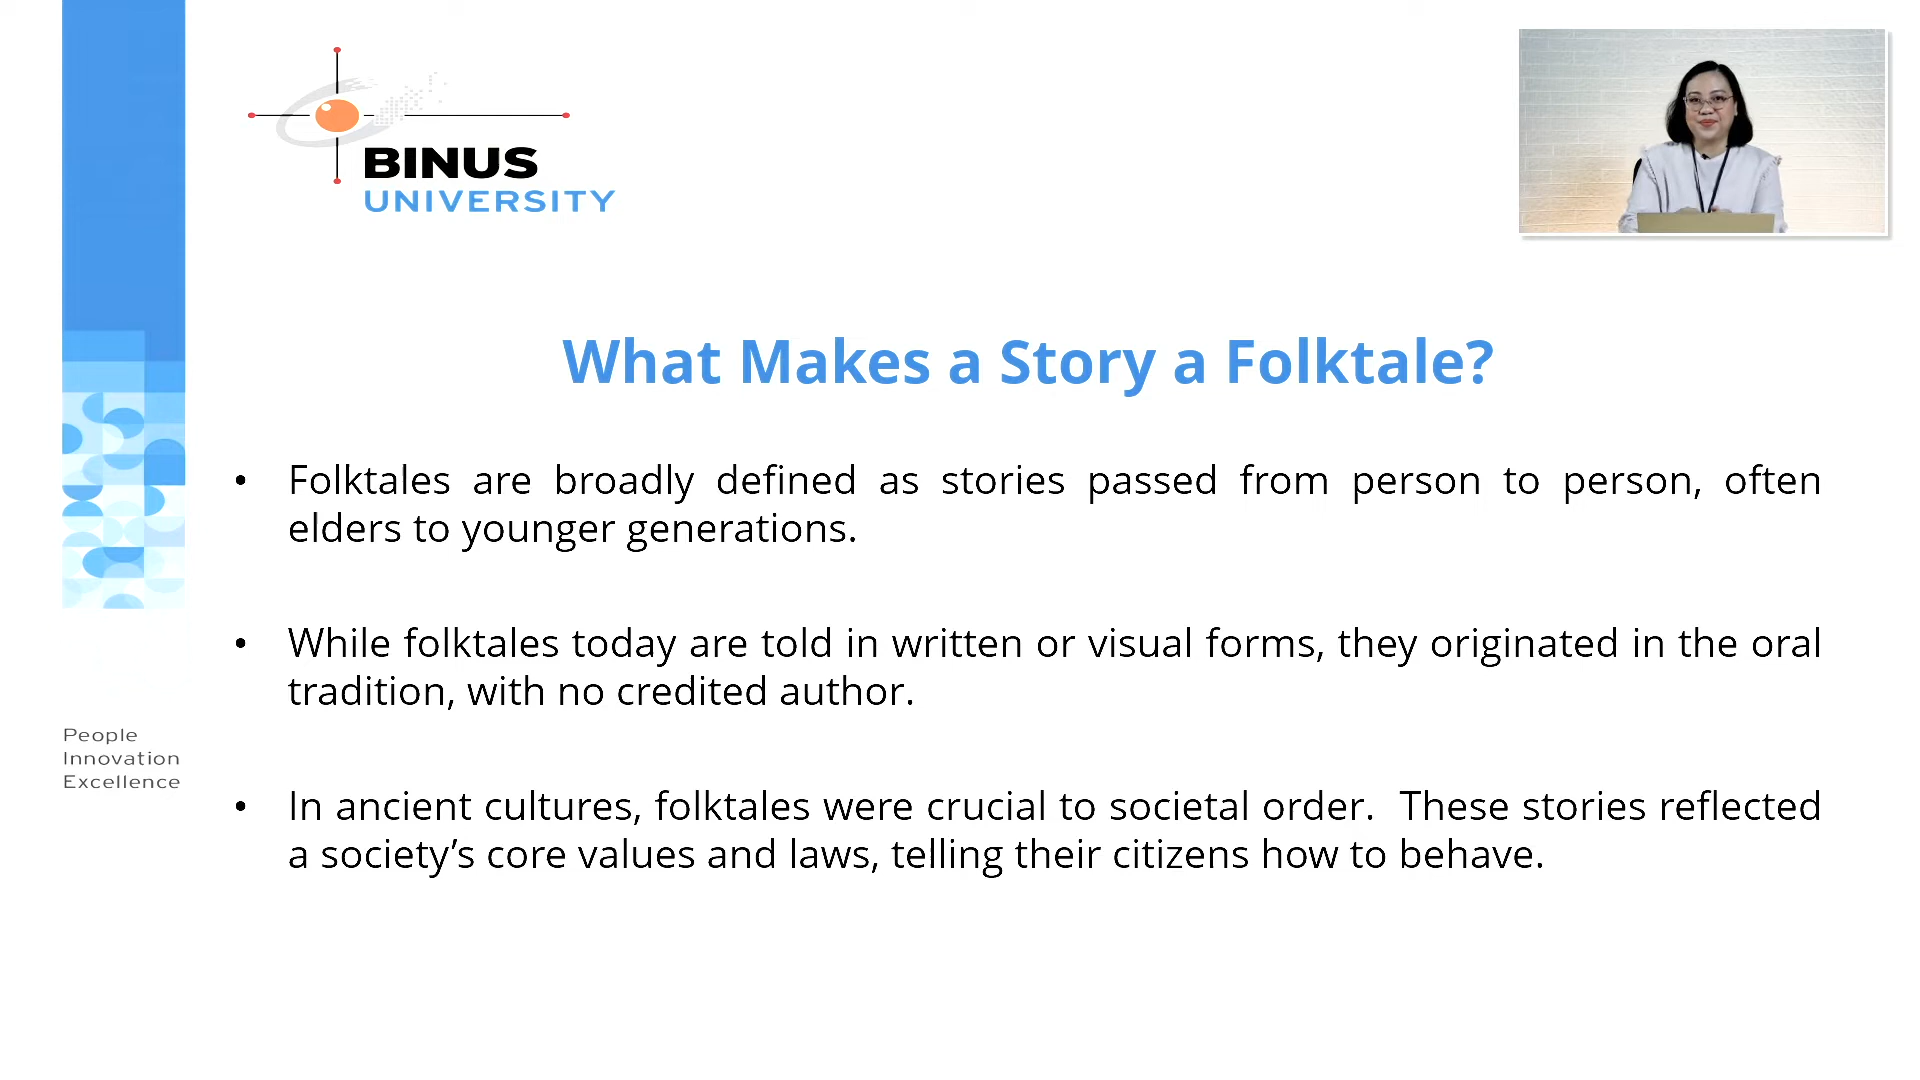 BINUS
UNIVERSITY
What Makes a Story a Folktale?
• Folktales are broadly defined as stories passed from person to person, often
elders to younger generations.
• While folktales today are told in written or visual forms, they originated in the oral
tradition, with no credited author.
• In ancient cultures, folktales were crucial to societal order.  These stories reflected
a society’s core values and laws, telling their citizens how to behave.
People
Innovation
Excellence